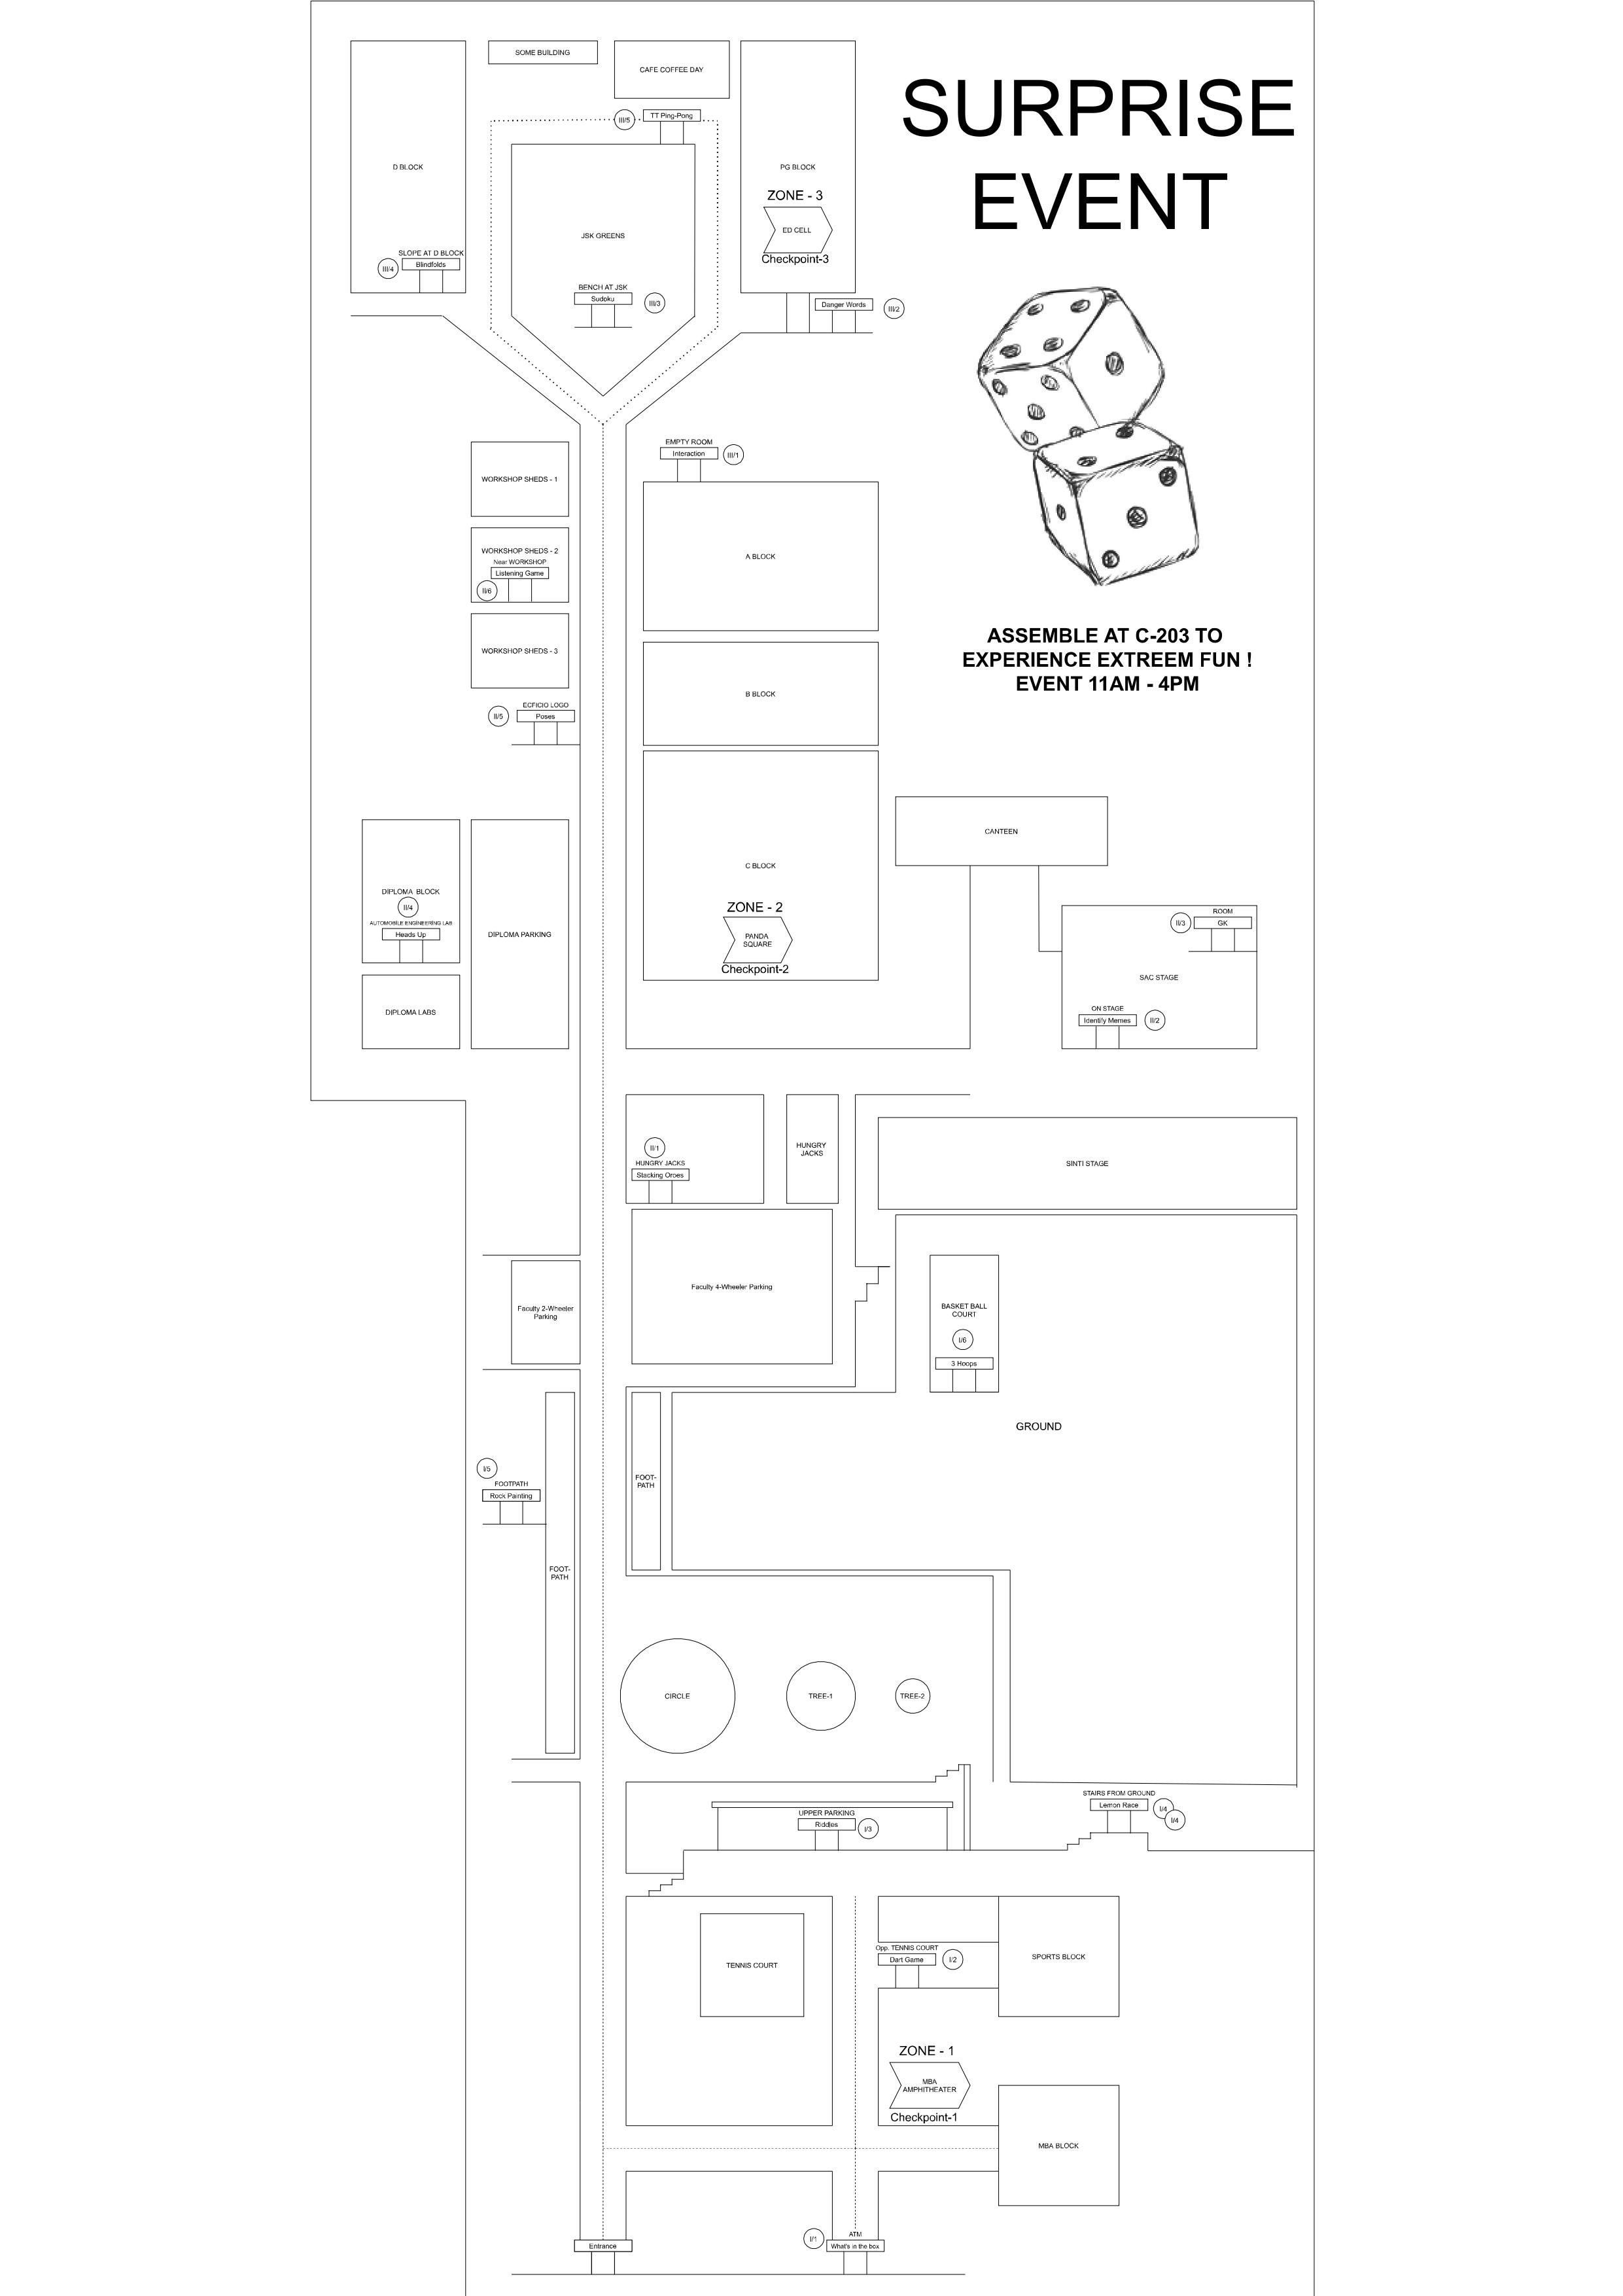 SOME BUILDING
CAFE COFFEE DAY
SURPRISE
EVENT
III/5
TT Ping-Pong
D BLOCK
PG BLOCK
ZONE - 3
ED CELL
Checkpoint-3
JSK GREENS
SLOPE AT D BLOCK
III/4
Blindfolds
BENCH AT JSK
Sudoku
III/3
Danger Words
III/2
EMPTY ROOM
Interaction
III/1
WORKSHOP SHEDS - 1
WORKSHOP SHEDS - 2
Near WORKSHOP
Listening Game
II/6
A BLOCK
WORKSHOP SHEDS - 3
ASSEMBLE AT C-203 TO
EXPERIENCE EXTREEM FUN !
EVENT 11AM - 4PM
B BLOCK
ECFICIO LOGO
II/5
Poses
CANTEEN
C BLOCK
ZONE - 2
PANDA
SQUARE
Checkpoint-2
DIPLOMA BLOCK
II/4
AUTOMOBILE ENGINEERING LAB
Heads Up
DIPLOMA PARKING
DIPLOMA LABS
ROOM
II/3
GK
SAC STAGE
ON STAGE
Identify Memes
II/2
II/1
HUNGRY JACKS
Stacking Oroes
HUNGRY
JACKS
SINTI STAGE
Faculty 4-Wheeler Parking
Faculty 2-Wheeler
Parking
BASKET BALL
COURT
I/6
3 Hoops
GROUND
I/5
FOOTPATH
Rock Painting
FOOT-
PATH
FOOT-
PATH
CIRCLE
TREE-1
TREE-2
STAIRS FROM GROUND
Lemon Race
I/4
I/4
UPPER PARKING
Riddles
I/3
TENNIS COURT
Opp. TENNIS COURT
Dart Game
I/2
SPORTS BLOCK
ZONE - 1
MBA
AMPHITHEATER
Checkpoint-1
MBA BLOCK
Entrance
I/1
ATM
What's in the box